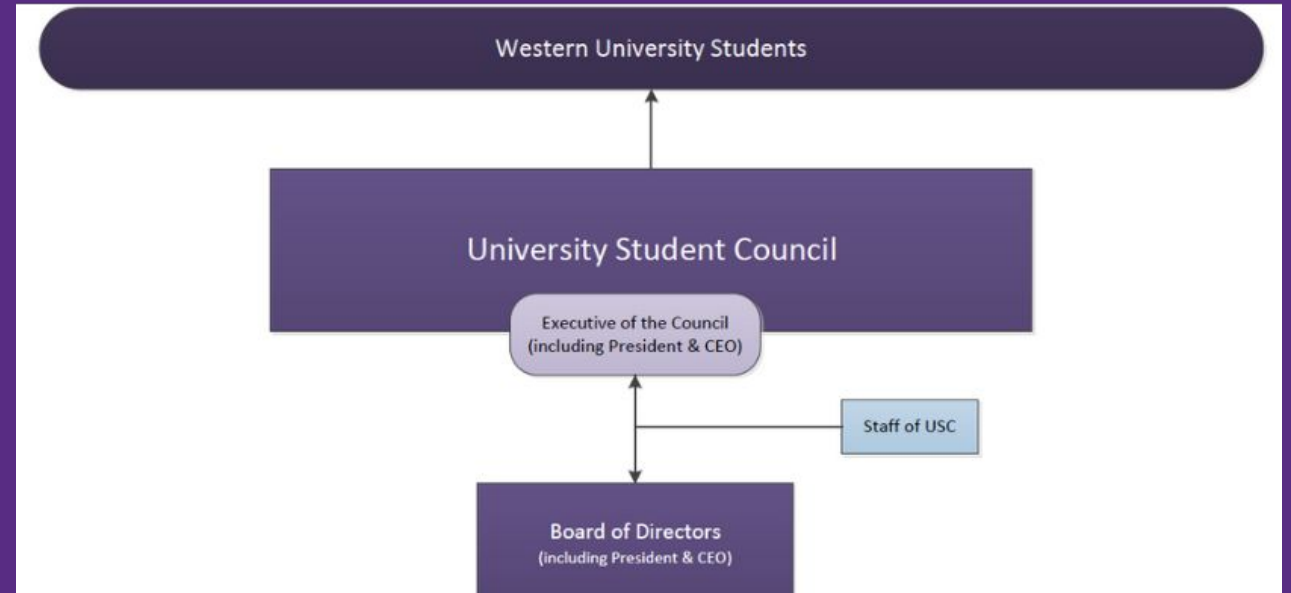 Western University Students
University Student Council
Executive of the Council
(including President & CEO)
Staff of USC
Board of Directors
(including President & CEO)